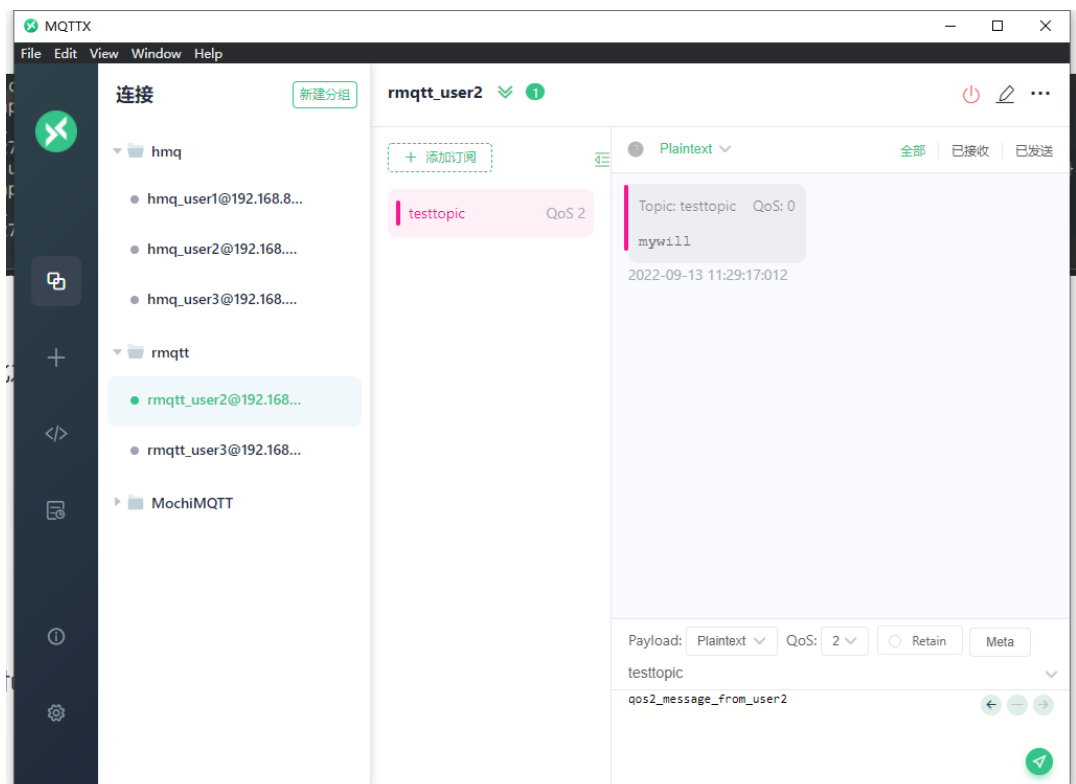 MQTTX
File Edit View Window Help
连接
新建分组
hmq
hmq_user1@192.168.8...
hmq_user2@192.168....
hmq_user3@192.168....
rmqtt
rmqtt_user2@192.168...
rmqtt_user3@192.168...
MochiMQTT
rmqtt_user2 1
+ 添加订阅
testtopic QoS 2
Plaintext
全部 已接收 已发送
Topic: testtopic QoS: 0
mywill
2022-09-13 11:29:17:012
Payload: Plaintext QoS: 2 Retain Meta
testtopic
qos2_message_from_user2